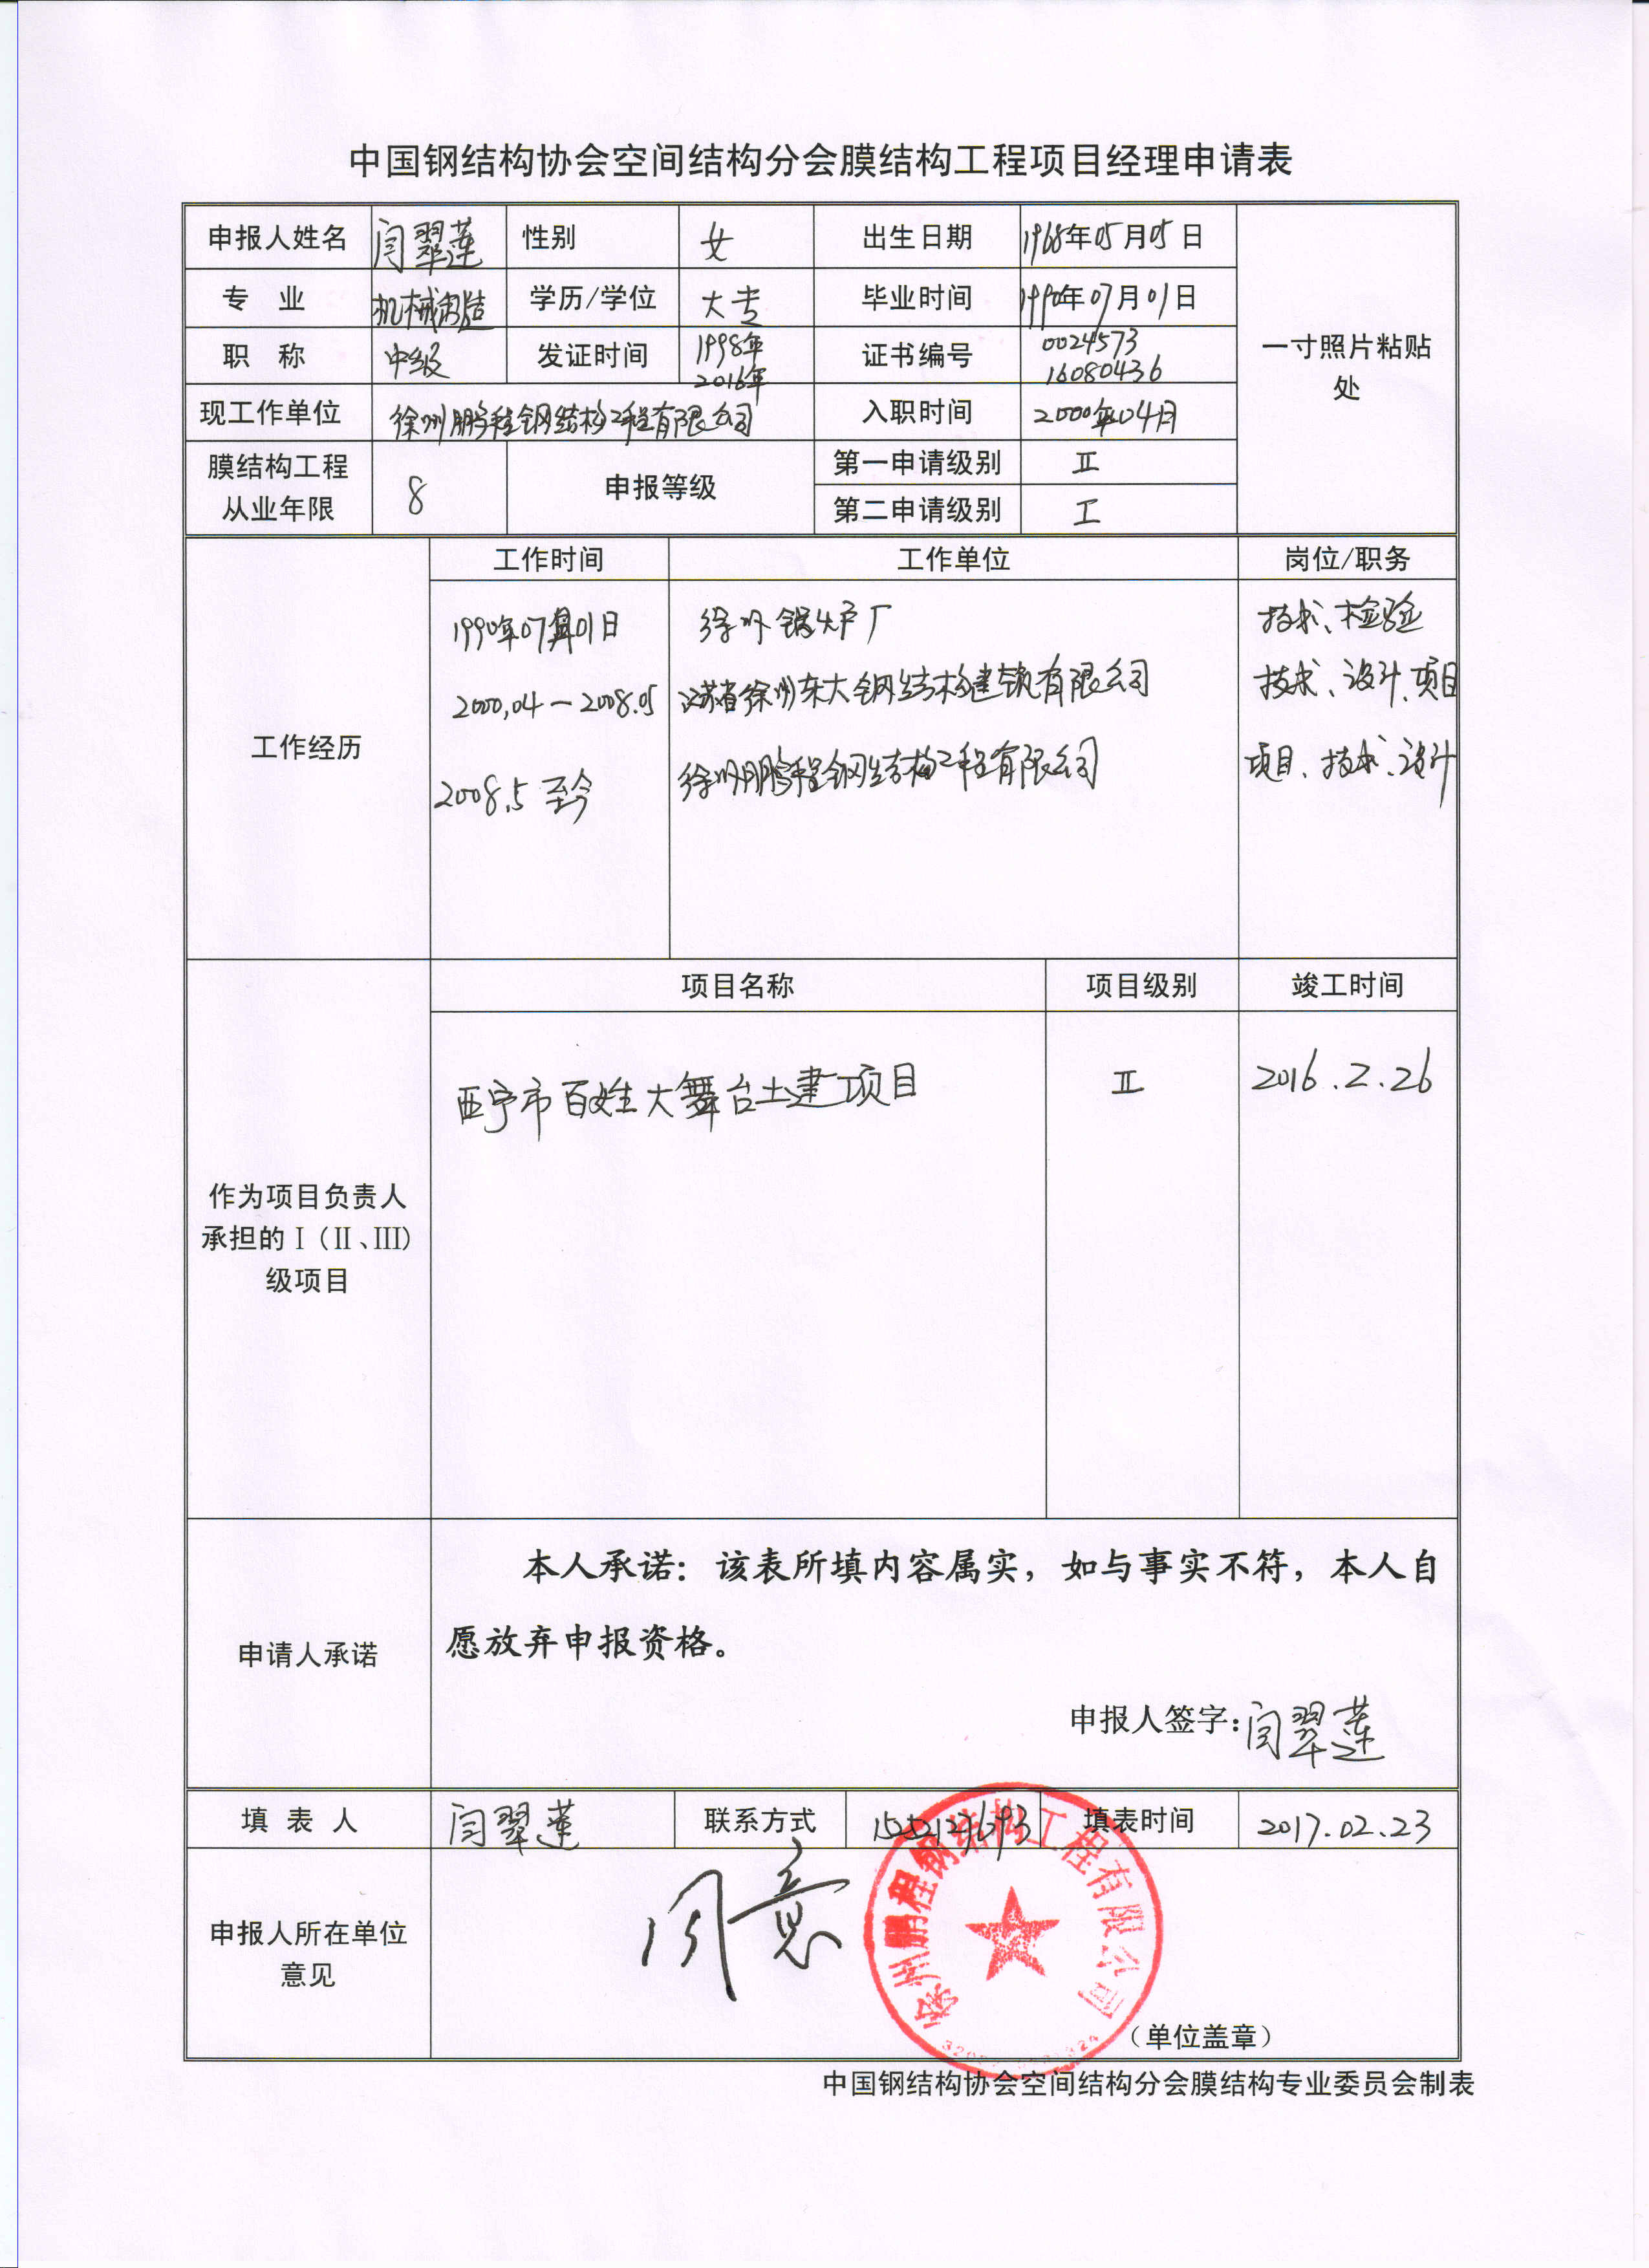 中国钢结构协会空间结构分会膜结构工程项目经理申请表
申报人姓名 闫翠莲 性别 女 出生日期 1968年05月05日
专 业 机械制造 学历/学位 大专 毕业时间 1990年07月01日
一寸照片粘贴处
职 称 中级 发证时间 1998年 2016年 证书编号 0024573 16080436
现工作单位 徐州鹏程钢结构工程有限公司 入职时间 2000年04月
膜结构工程从业年限 8 申报等级 第一申请级别 Ⅱ
第二申请级别 工
工作经历 工作时间 工作单位 岗位/职务
1990年07月01日 徐州锅炉厂 技术、检验
2000.04—2008.05 江苏省徐州东大钢结构建筑有限公司 技术、设计、项目
2008.5至今 徐州鹏程钢结构工程有限公司 项目、技术、设计
项目名称 项目级别 竣工时间
西宁市百姓大舞台土建项目 Ⅱ 2016.2.26
作为项目负责人
承担的Ⅰ(Ⅱ、Ⅲ)
级项目
本人承诺：该表所填内容属实，如与事实不符，本人自
愿放弃申报资格。
申请人承诺
申报人签字:闫翠莲
填 表 人 闫翠莲 联系方式 填表时间 2017.02.23
申报人所在单位
意见
同意
徐州鹏程钢结构工程有限公司
（单位盖章）
中国钢结构协会空间结构分会膜结构专业委员会制表